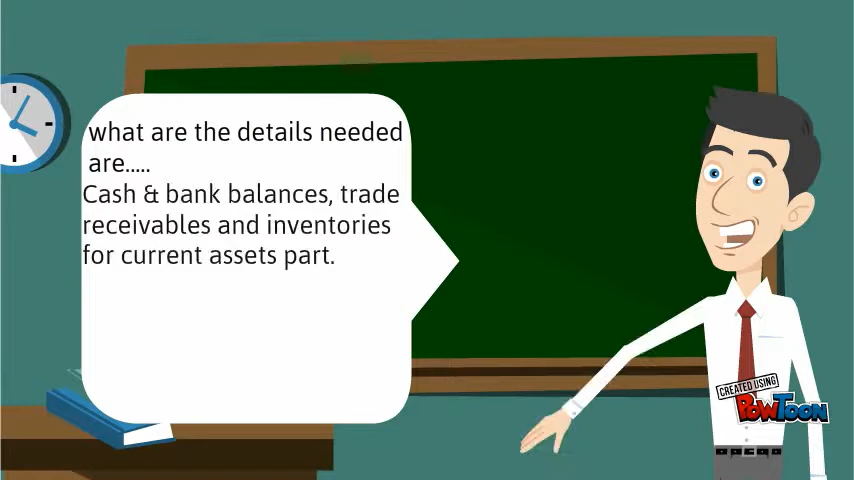 what are the details needed
are.....
Cash & bank balances, trade
receivables and inventories
for current assets part.
CREATED USING
POWTOON